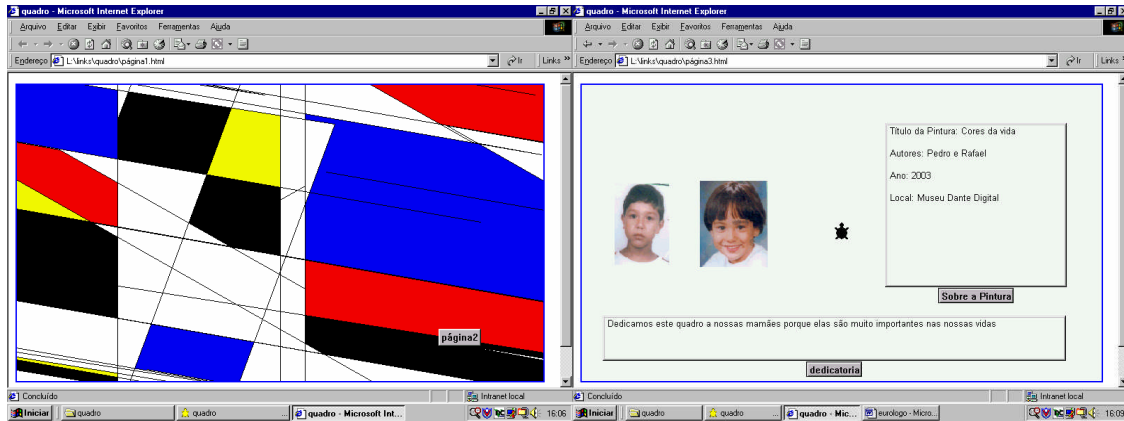 quadro - Microsoft Internet Explorer
Arquivo Editar Exibir Favoritos Ferramentas Ajuda
Endereço L:\links\quadro\página1.html Ir Links »
página2
Concluído Intranet local
Iniciar quadro quadro ... quadro - Microsoft Int... 16:06
quadro - Microsoft Internet Explorer
Arquivo Editar Exibir Favoritos Ferramentas Ajuda
Endereço L:\links\quadro\página3.html Ir Links »
Título da Pintura: Cores da vida
Autores: Pedro e Rafael
Ano: 2003
Local: Museu Dante Digital
Sobre a Pintura
Dedicamos este quadro a nossas mamães porque elas são muito importantes nas nossas vidas
dedicatoria
Concluído Intranet local
Iniciar quadro quadro ... quadro - Mic... eurologo - Micro... 16:09